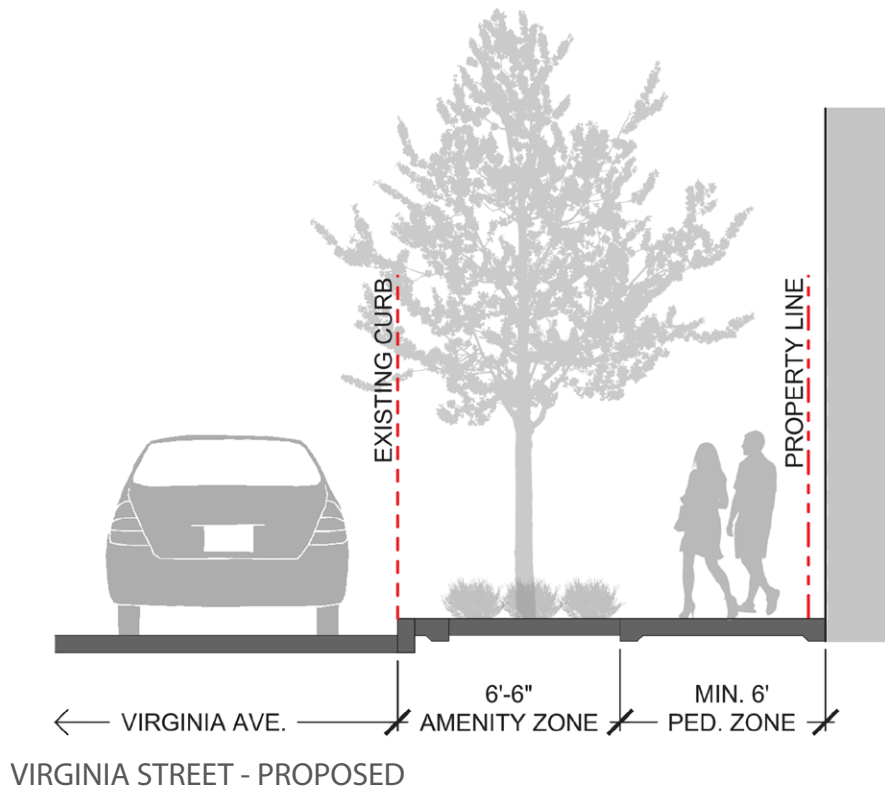 EXISTING CURB
PROPERTY LINE
VIRGINIA AVE.
6'-6"
AMENITY ZONE
MIN. 6'
PED. ZONE
VIRGINIA STREET - PROPOSED